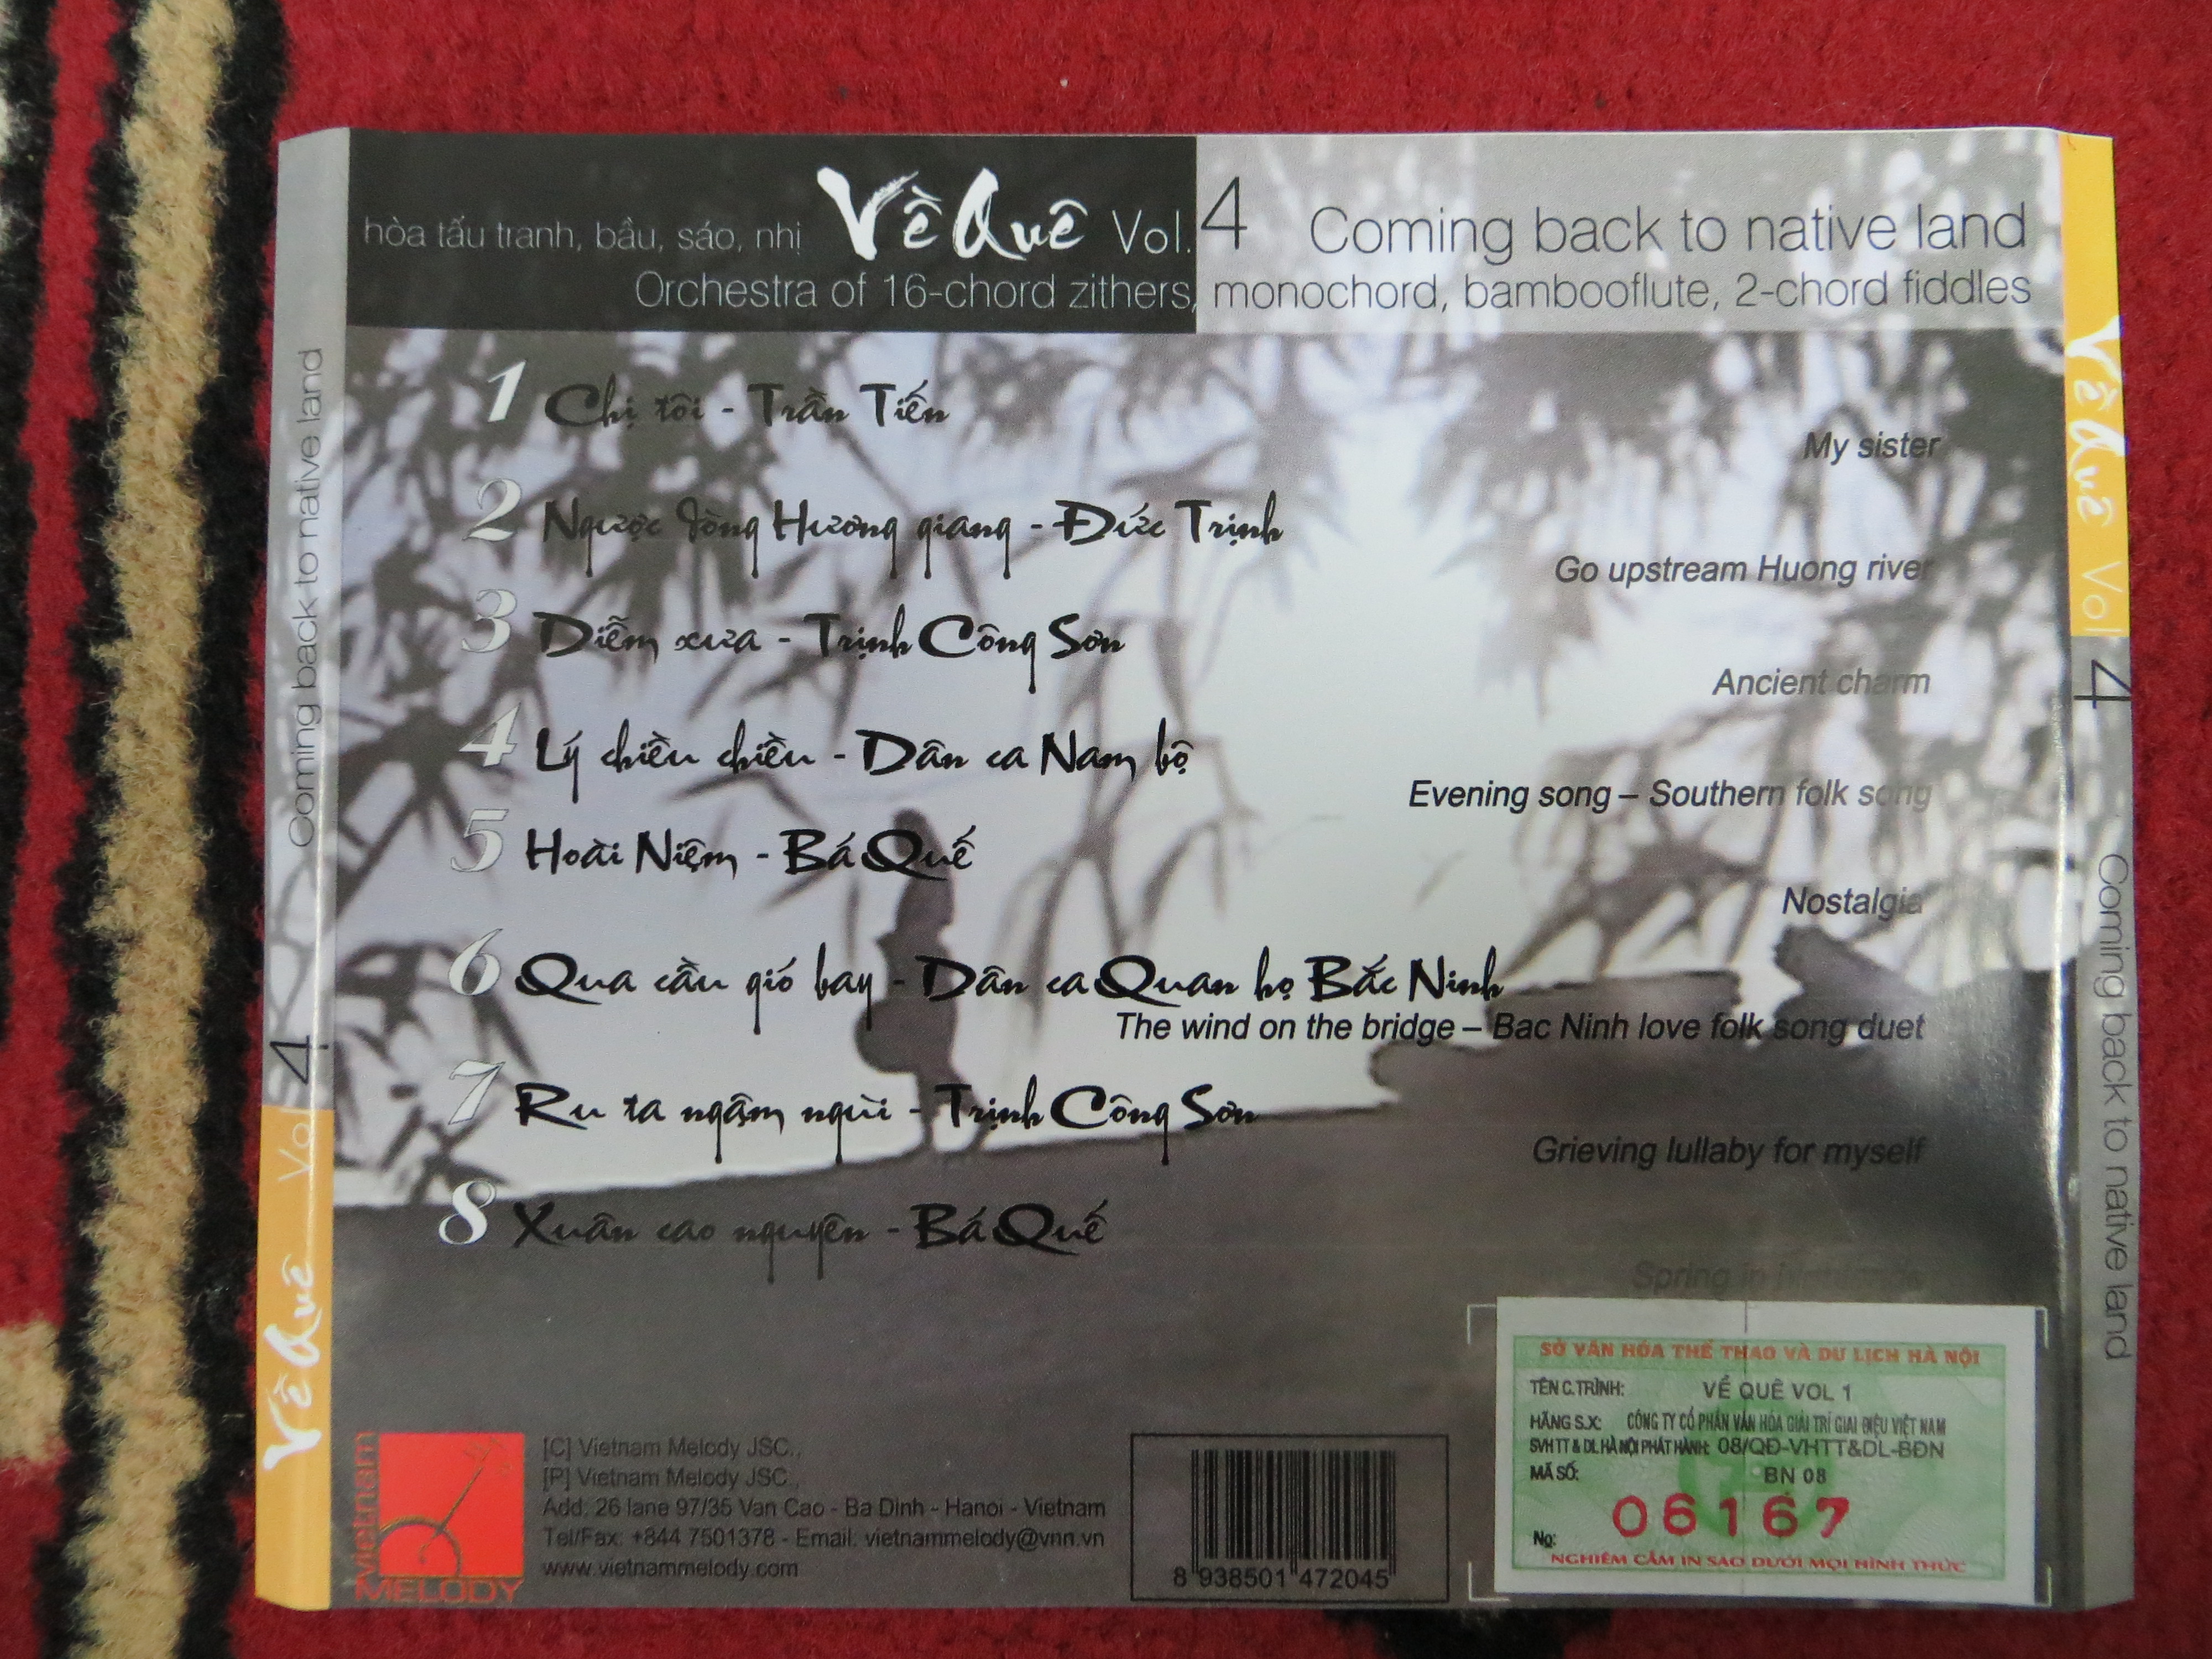 hòa tấu tranh, bầu, sáo, nhị Về Quê Vol. 4 Coming back to native land
Orchestra of 16-chord zithers, monochord, bambooflute, 2-chord fiddles
1 Chị tôi - Trần Tiến
My sister
2 Ngược dòng Hương giang - Đức Trịnh
Go upstream Huong river
3 Diễm xưa - Trịnh Công Sơn
Ancient charm
4 Lý chiều chiều - Dân ca Nam bộ
Evening song – Southern folk song
5 Hoài Niệm - Bá Quế
Nostalgia
6 Qua cầu gió bay - Dân ca Quan họ Bắc Ninh
The wind on the bridge – Bac Ninh love folk song duet
7 Ru ta ngậm ngùi - Trịnh Công Sơn
Grieving lullaby for myself
8 Xuân cao nguyên - Bá Quế
Spring in
Vietnam
MELODY
[C] Vietnam Melody JSC.,
[P] Vietnam Melody JSC.,
Add: 26 lane 97/35 Van Cao - Ba Dinh - Hanoi - Vietnam
Tel/Fax: +844 7501378 - Email: vietnammelody@vnn.vn
www.vietnammelody.com
8 938501 472045
SỞ VĂN HÓA THỂ THAO VÀ DU LỊCH HÀ NỘI
TÊN C.TRÌNH: VỀ QUÊ VOL 1
HÃNG S.X: CÔNG TY CỔ PHẦN VĂN HÓA GIẢI TRÍ GIAI ĐIỆU VIỆT NAM
SVHTT & DL HÀ NỘI PHÁT HÀNH: 08/QĐ-VHTT&DL-BĐN
MÃ SỐ: BN 08
No: 06167
NGHIÊM CẤM IN SAO DƯỚI MỌI HÌNH THỨC
Về Quê Vol 4 Coming back to native land
Về Quê Vol 4 Coming back to native land